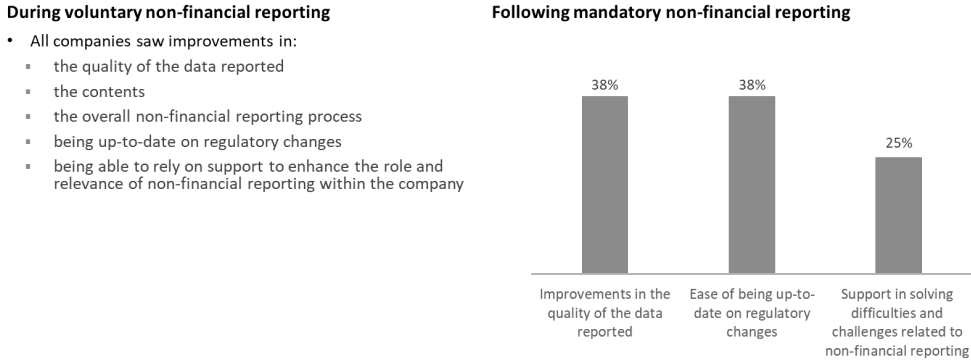 During voluntary non-financial reporting
• All companies saw improvements in:
▪ the quality of the data reported
▪ the contents
▪ the overall non-financial reporting process
▪ being up-to-date on regulatory changes
▪ being able to rely on support to enhance the role and
relevance of non-financial reporting within the company
Following mandatory non-financial reporting
38%
38%
25%
Improvements in the
quality of the data
reported
Ease of being up-to-
date on regulatory
changes
Support in solving
difficulties and
challenges related to
non-financial reporting